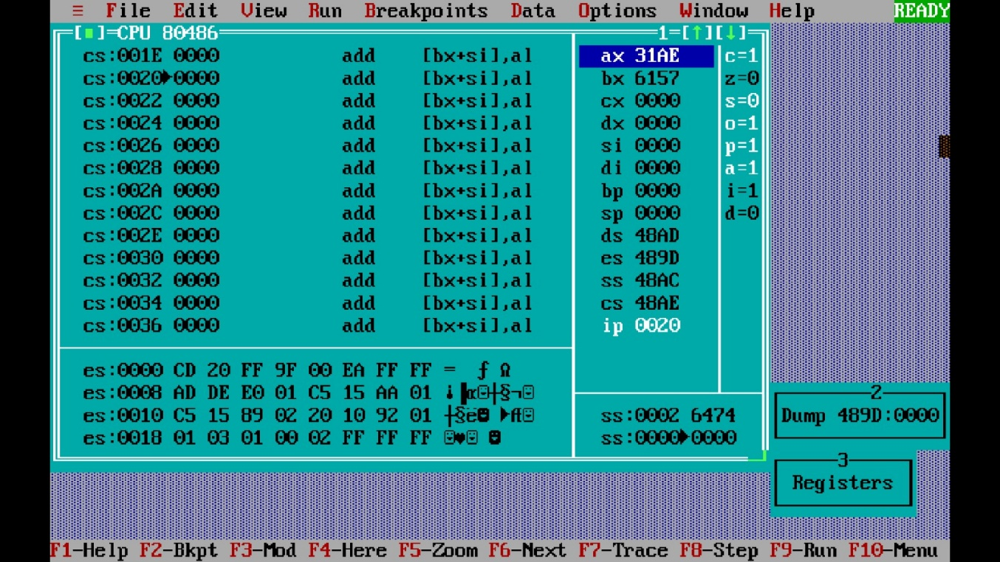 ≡ File Edit View Run Breakpoints Data Options Window Help READY
[■]=CPU 80486 1=[↑][↓]
cs:001E 0000 add [bx+si],al
cs:0020►0000 add [bx+si],al
cs:0022 0000 add [bx+si],al
cs:0024 0000 add [bx+si],al
cs:0026 0000 add [bx+si],al
cs:0028 0000 add [bx+si],al
cs:002A 0000 add [bx+si],al
cs:002C 0000 add [bx+si],al
cs:002E 0000 add [bx+si],al
cs:0030 0000 add [bx+si],al
cs:0032 0000 add [bx+si],al
cs:0034 0000 add [bx+si],al
cs:0036 0000 add [bx+si],al
ax 31AE c=1
bx 6157 z=0
cx 0000 s=0
dx 0000 o=1
si 0000 p=1
di 0000 a=1
bp 0000 i=1
sp 0000 d=0
ds 48AD
es 489D
ss 48AC
cs 48AE
ip 0020
es:0000 CD 20 FF 9F 00 EA FF FF = ƒ Ω
es:0008 AD DE E0 01 C5 15 AA 01 ¡▐α☺┼§¬☺
es:0010 C5 15 89 02 20 10 92 01 ┼§ë☻ ►Æ☺
es:0018 01 03 01 00 02 FF FF FF ☺♥☺ ☻
ss:0002 6474
ss:0000►0000
2
Dump 489D:0000
3
Registers
F1-Help F2-Bkpt F3-Mod F4-Here F5-Zoom F6-Next F7-Trace F8-Step F9-Run F10-Menu